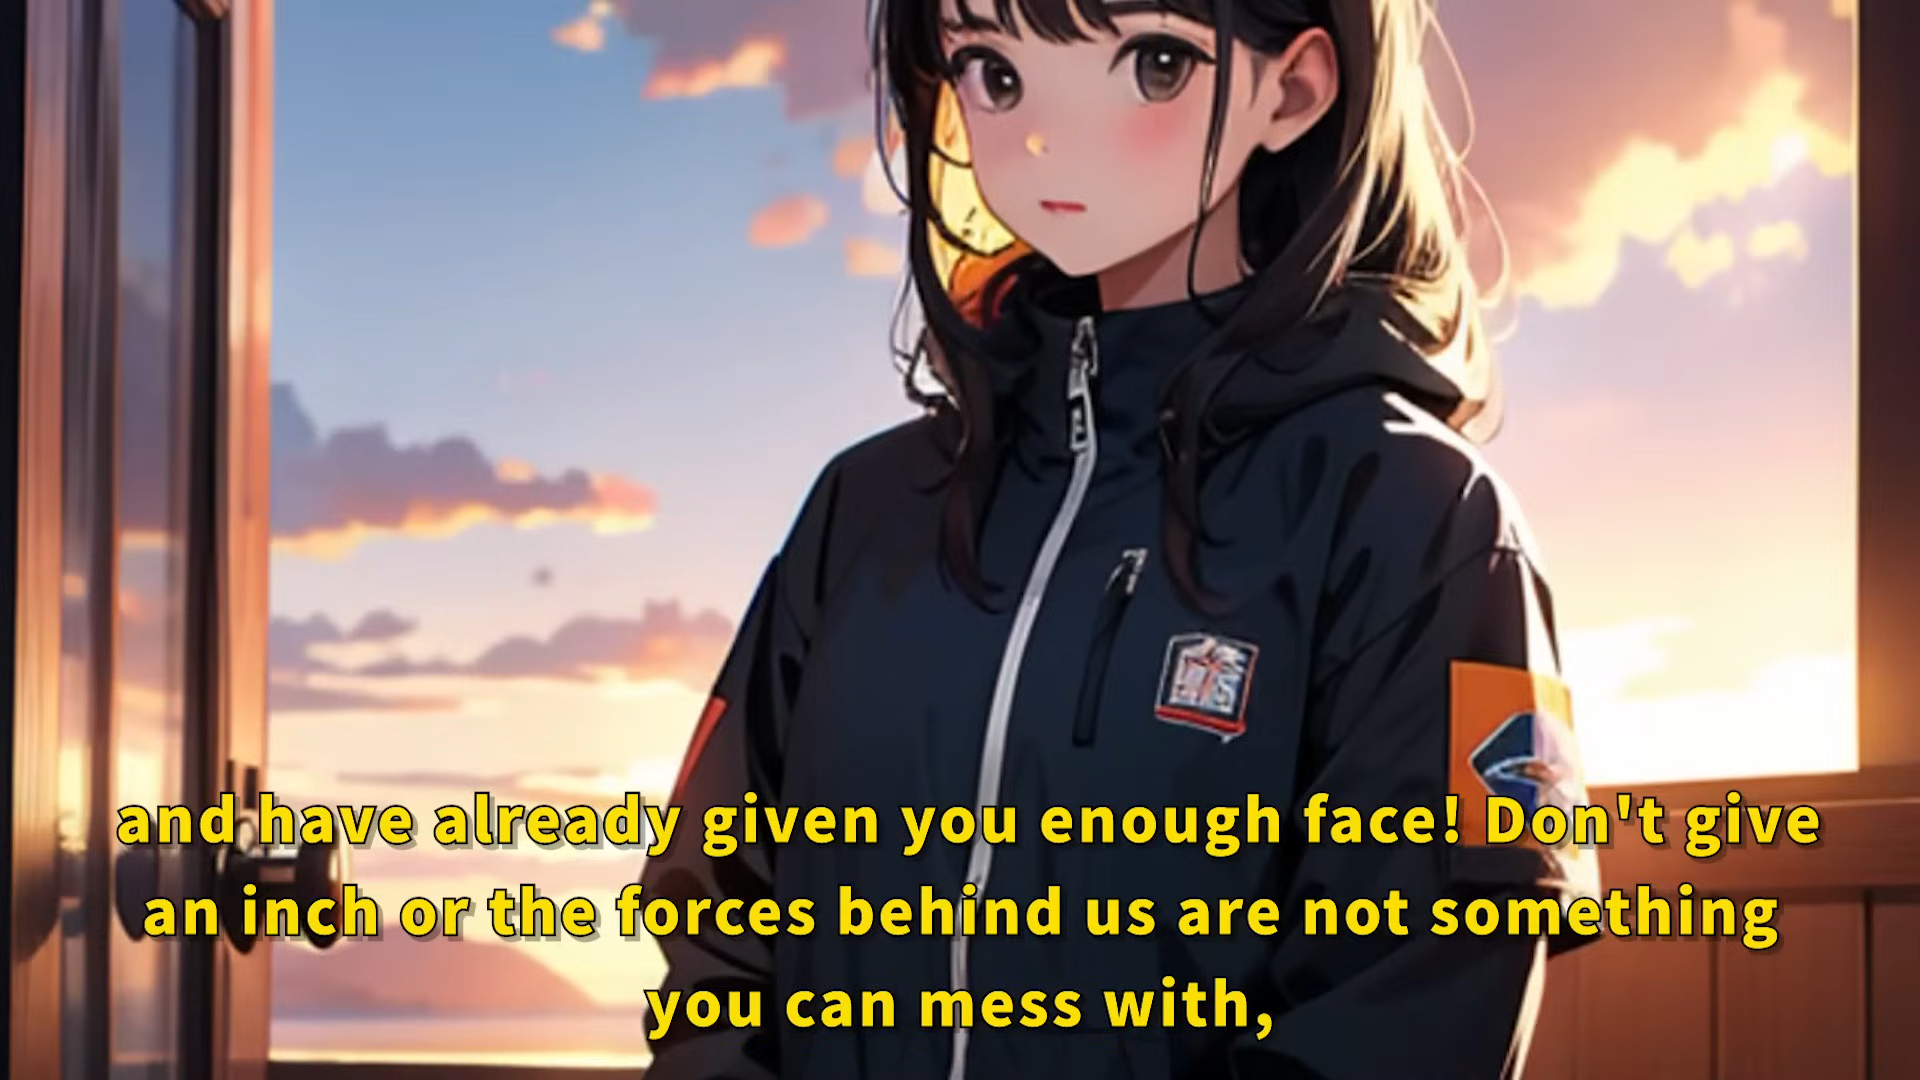 and have already given you enough face! Don't give
an inch or the forces behind us are not something
you can mess with,